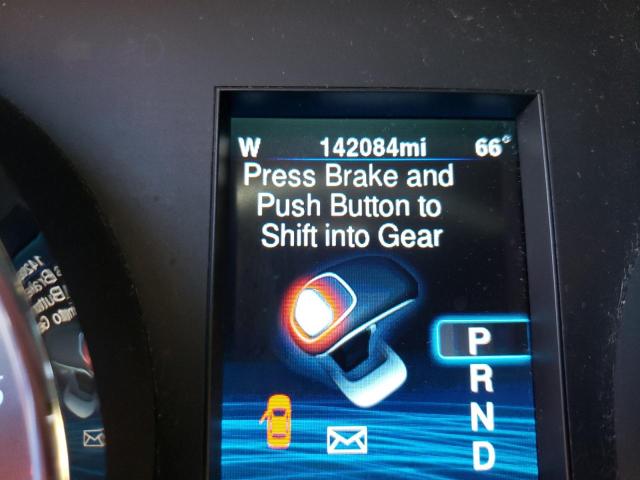 W 142084mi 66°
Press Brake and
Push Button to
Shift into Gear
P
R
N
D